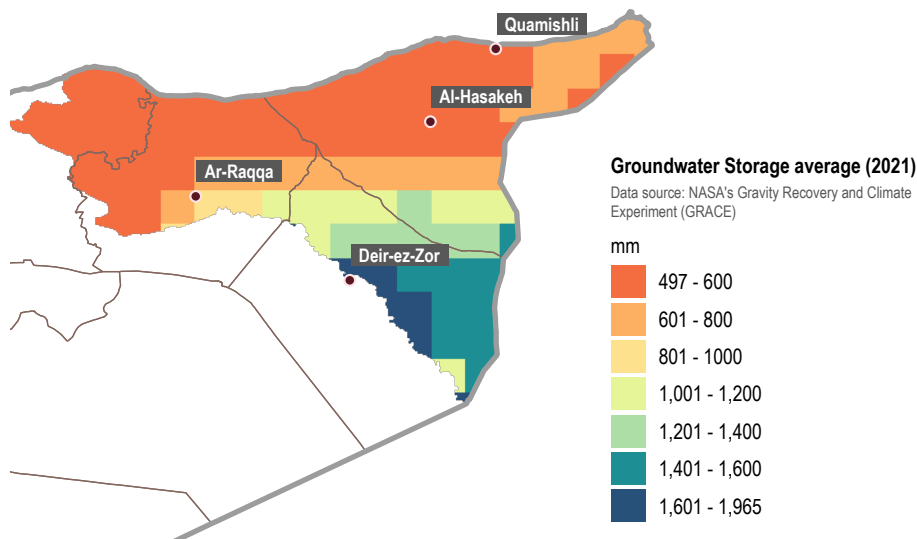 Quamishli
Al-Hasakeh
Ar-Raqqa
Deir-ez-Zor
Groundwater Storage average (2021)
Data source: NASA's Gravity Recovery and Climate
Experiment (GRACE)
mm
497 - 600
601 - 800
801 - 1000
1,001 - 1,200
1,201 - 1,400
1,401 - 1,600
1,601 - 1,965